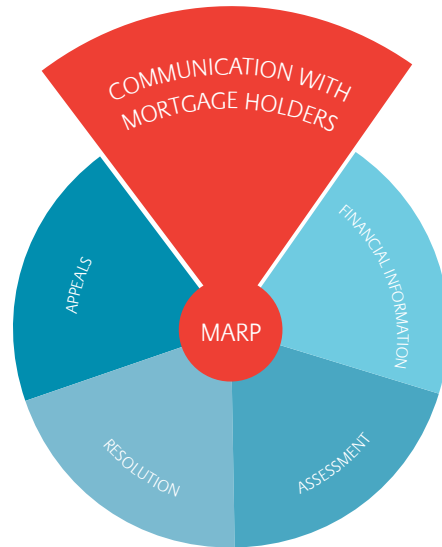 COMMUNICATION WITH
MORTGAGE HOLDERS
FINANCIAL INFORMATION
APPEALS
MARP
RESOLUTION
ASSESSMENT